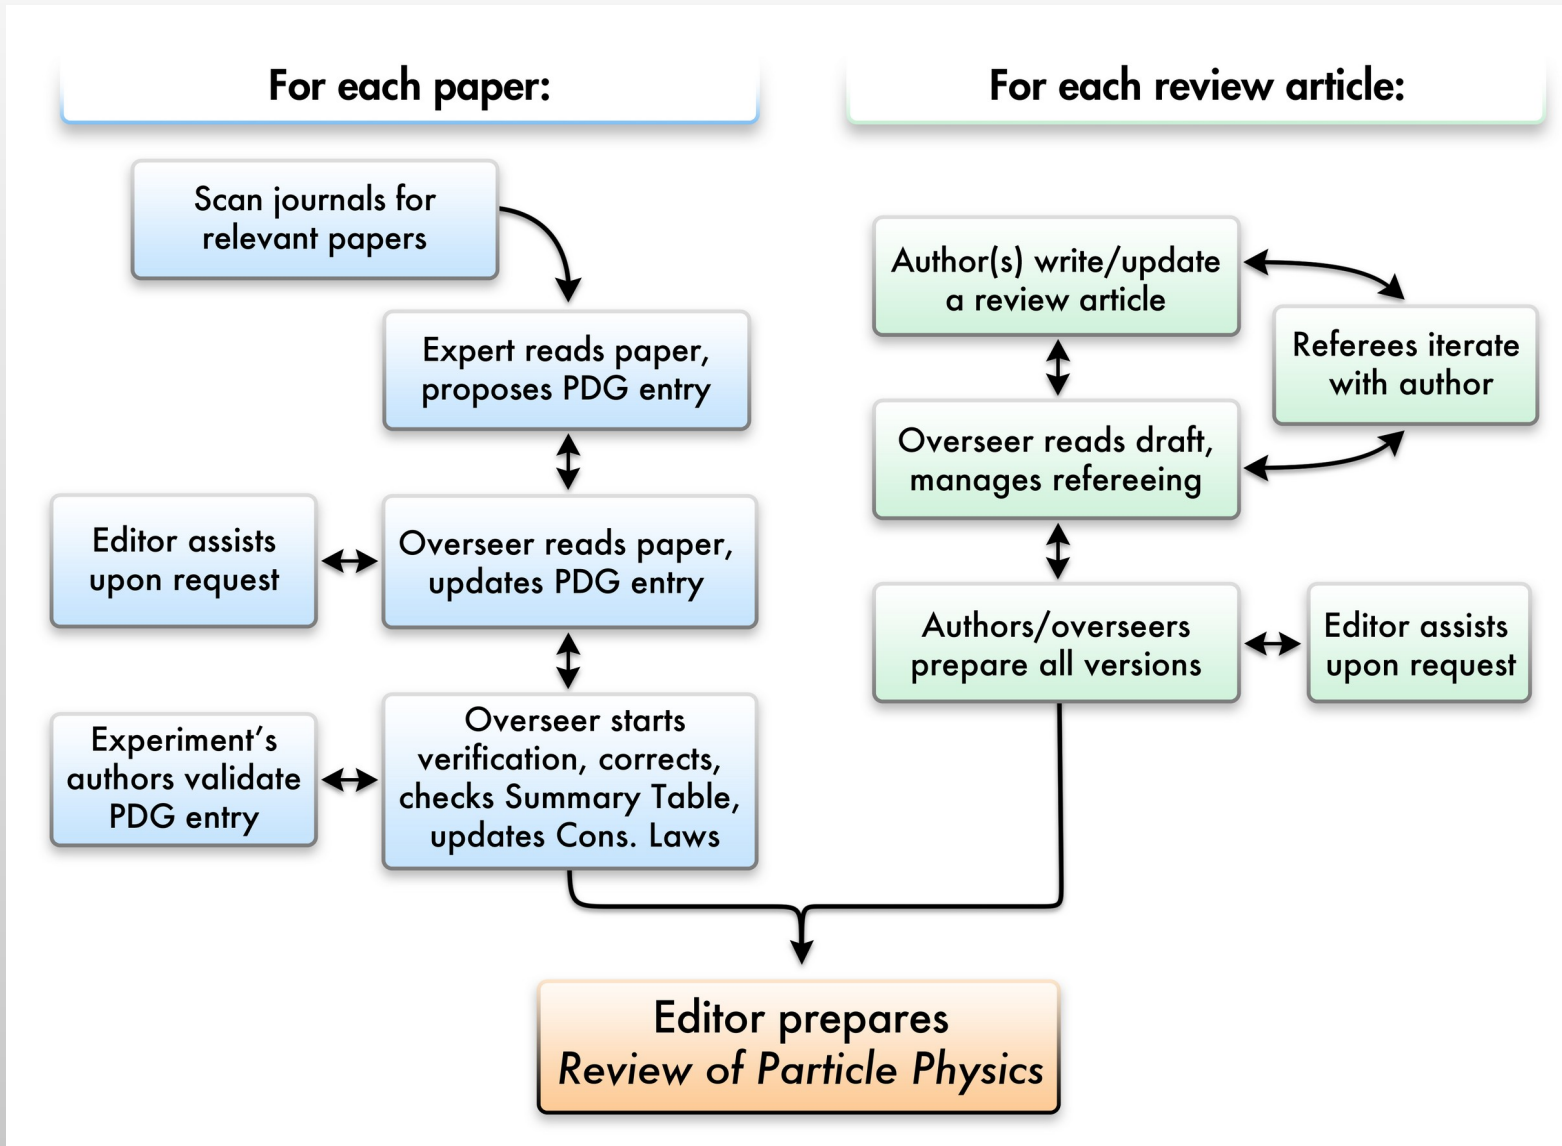 For each paper:
Scan journals for
relevant papers
Expert reads paper,
proposes PDG entry
Editor assists
upon request
Overseer reads paper,
updates PDG entry
Experiment’s
authors validate
PDG entry
Overseer starts
verification, corrects,
checks Summary Table,
updates Cons. Laws
For each review article:
Author(s) write/update
a review article
Referees iterate
with author
Overseer reads draft,
manages refereeing
Authors/overseers
prepare all versions
Editor assists
upon request
Editor prepares
Review of Particle Physics